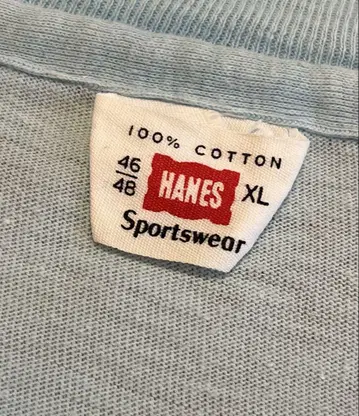 100% COTTON
46/48 HANES XL
Sportswear